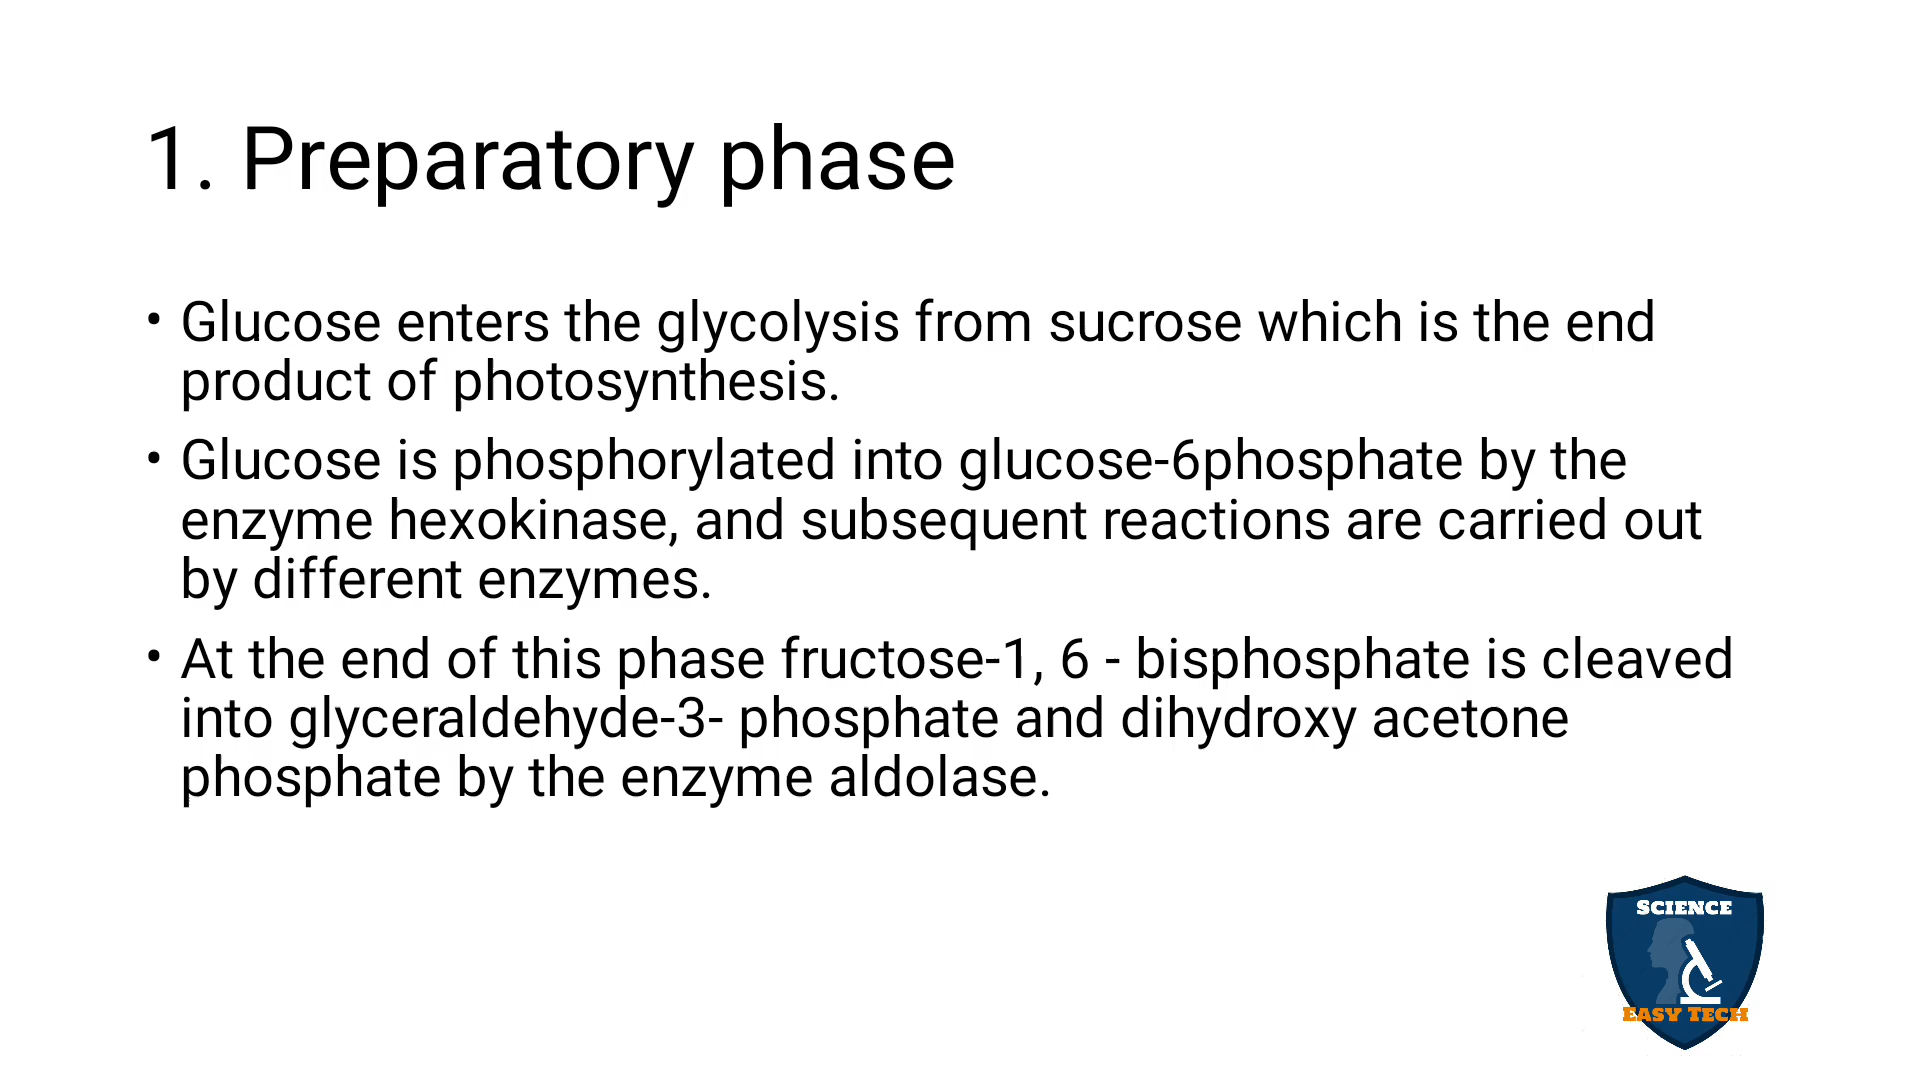 1. Preparatory phase
• Glucose enters the glycolysis from sucrose which is the end
product of photosynthesis.
• Glucose is phosphorylated into glucose-6phosphate by the
enzyme hexokinase, and subsequent reactions are carried out
by different enzymes.
• At the end of this phase fructose-1, 6 - bisphosphate is cleaved
into glyceraldehyde-3- phosphate and dihydroxy acetone
phosphate by the enzyme aldolase.
SCIENCE
EASY TECH